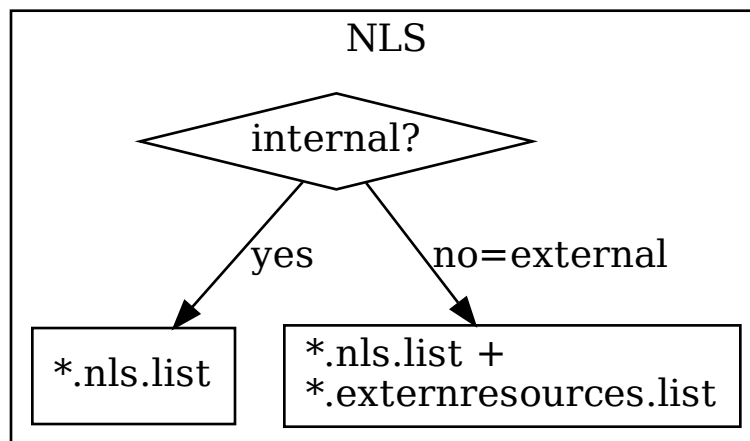 NLS
internal?
yes
no=external
*.nls.list
*.nls.list +
*.externresources.list